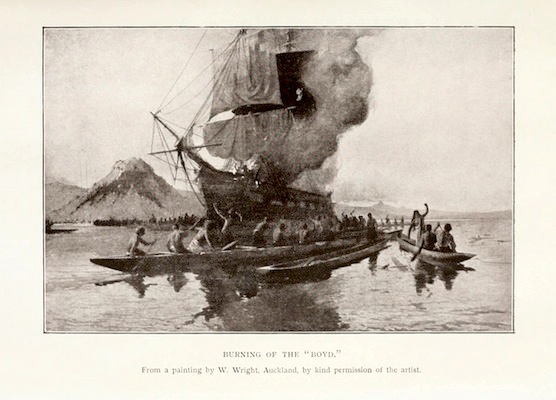 BURNING OF THE "BOYD."
From a painting by W. Wright, Auckland, by kind permission of the artist.